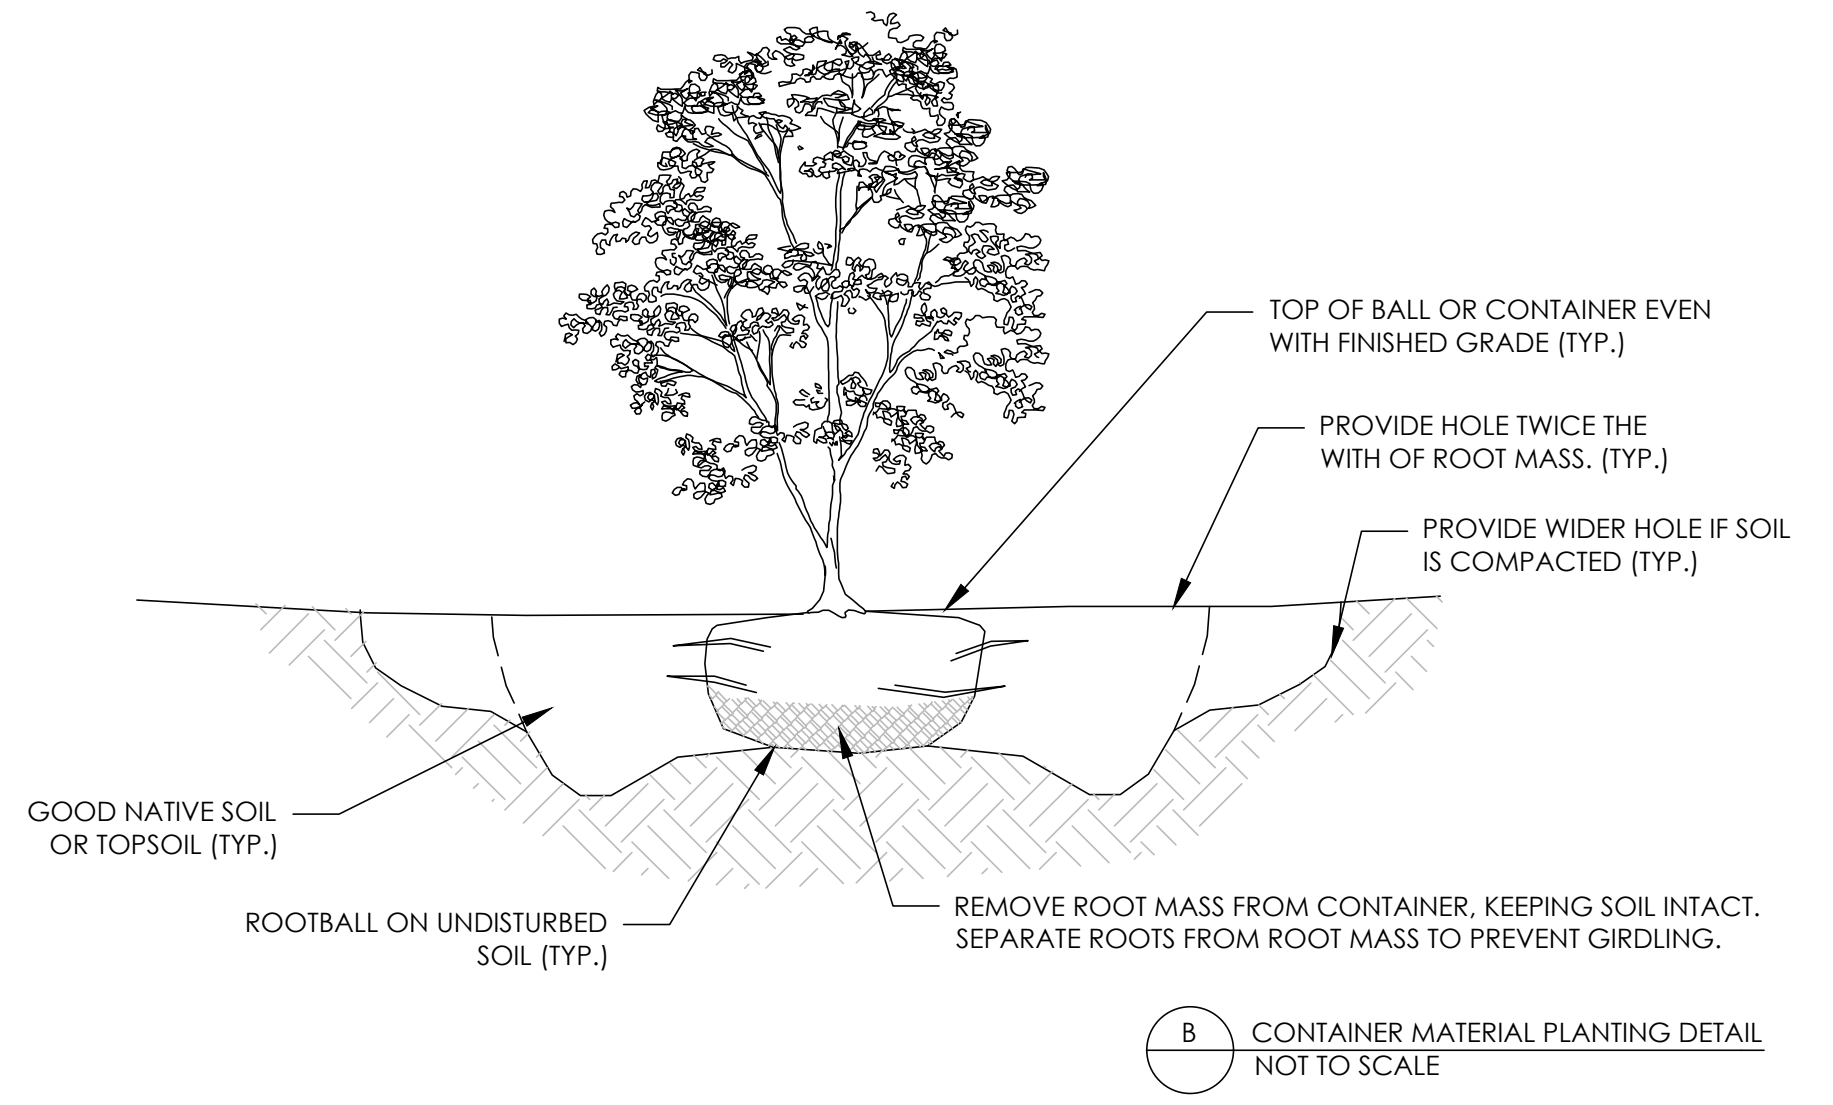 TOP OF BALL OR CONTAINER EVEN
WITH FINISHED GRADE (TYP.)
PROVIDE HOLE TWICE THE
WITH OF ROOT MASS. (TYP.)
PROVIDE WIDER HOLE IF SOIL
IS COMPACTED (TYP.)
GOOD NATIVE SOIL
OR TOPSOIL (TYP.)
ROOTBALL ON UNDISTURBED
SOIL (TYP.)
REMOVE ROOT MASS FROM CONTAINER, KEEPING SOIL INTACT.
SEPARATE ROOTS FROM ROOT MASS TO PREVENT GIRDLING.
B
CONTAINER MATERIAL PLANTING DETAIL
NOT TO SCALE